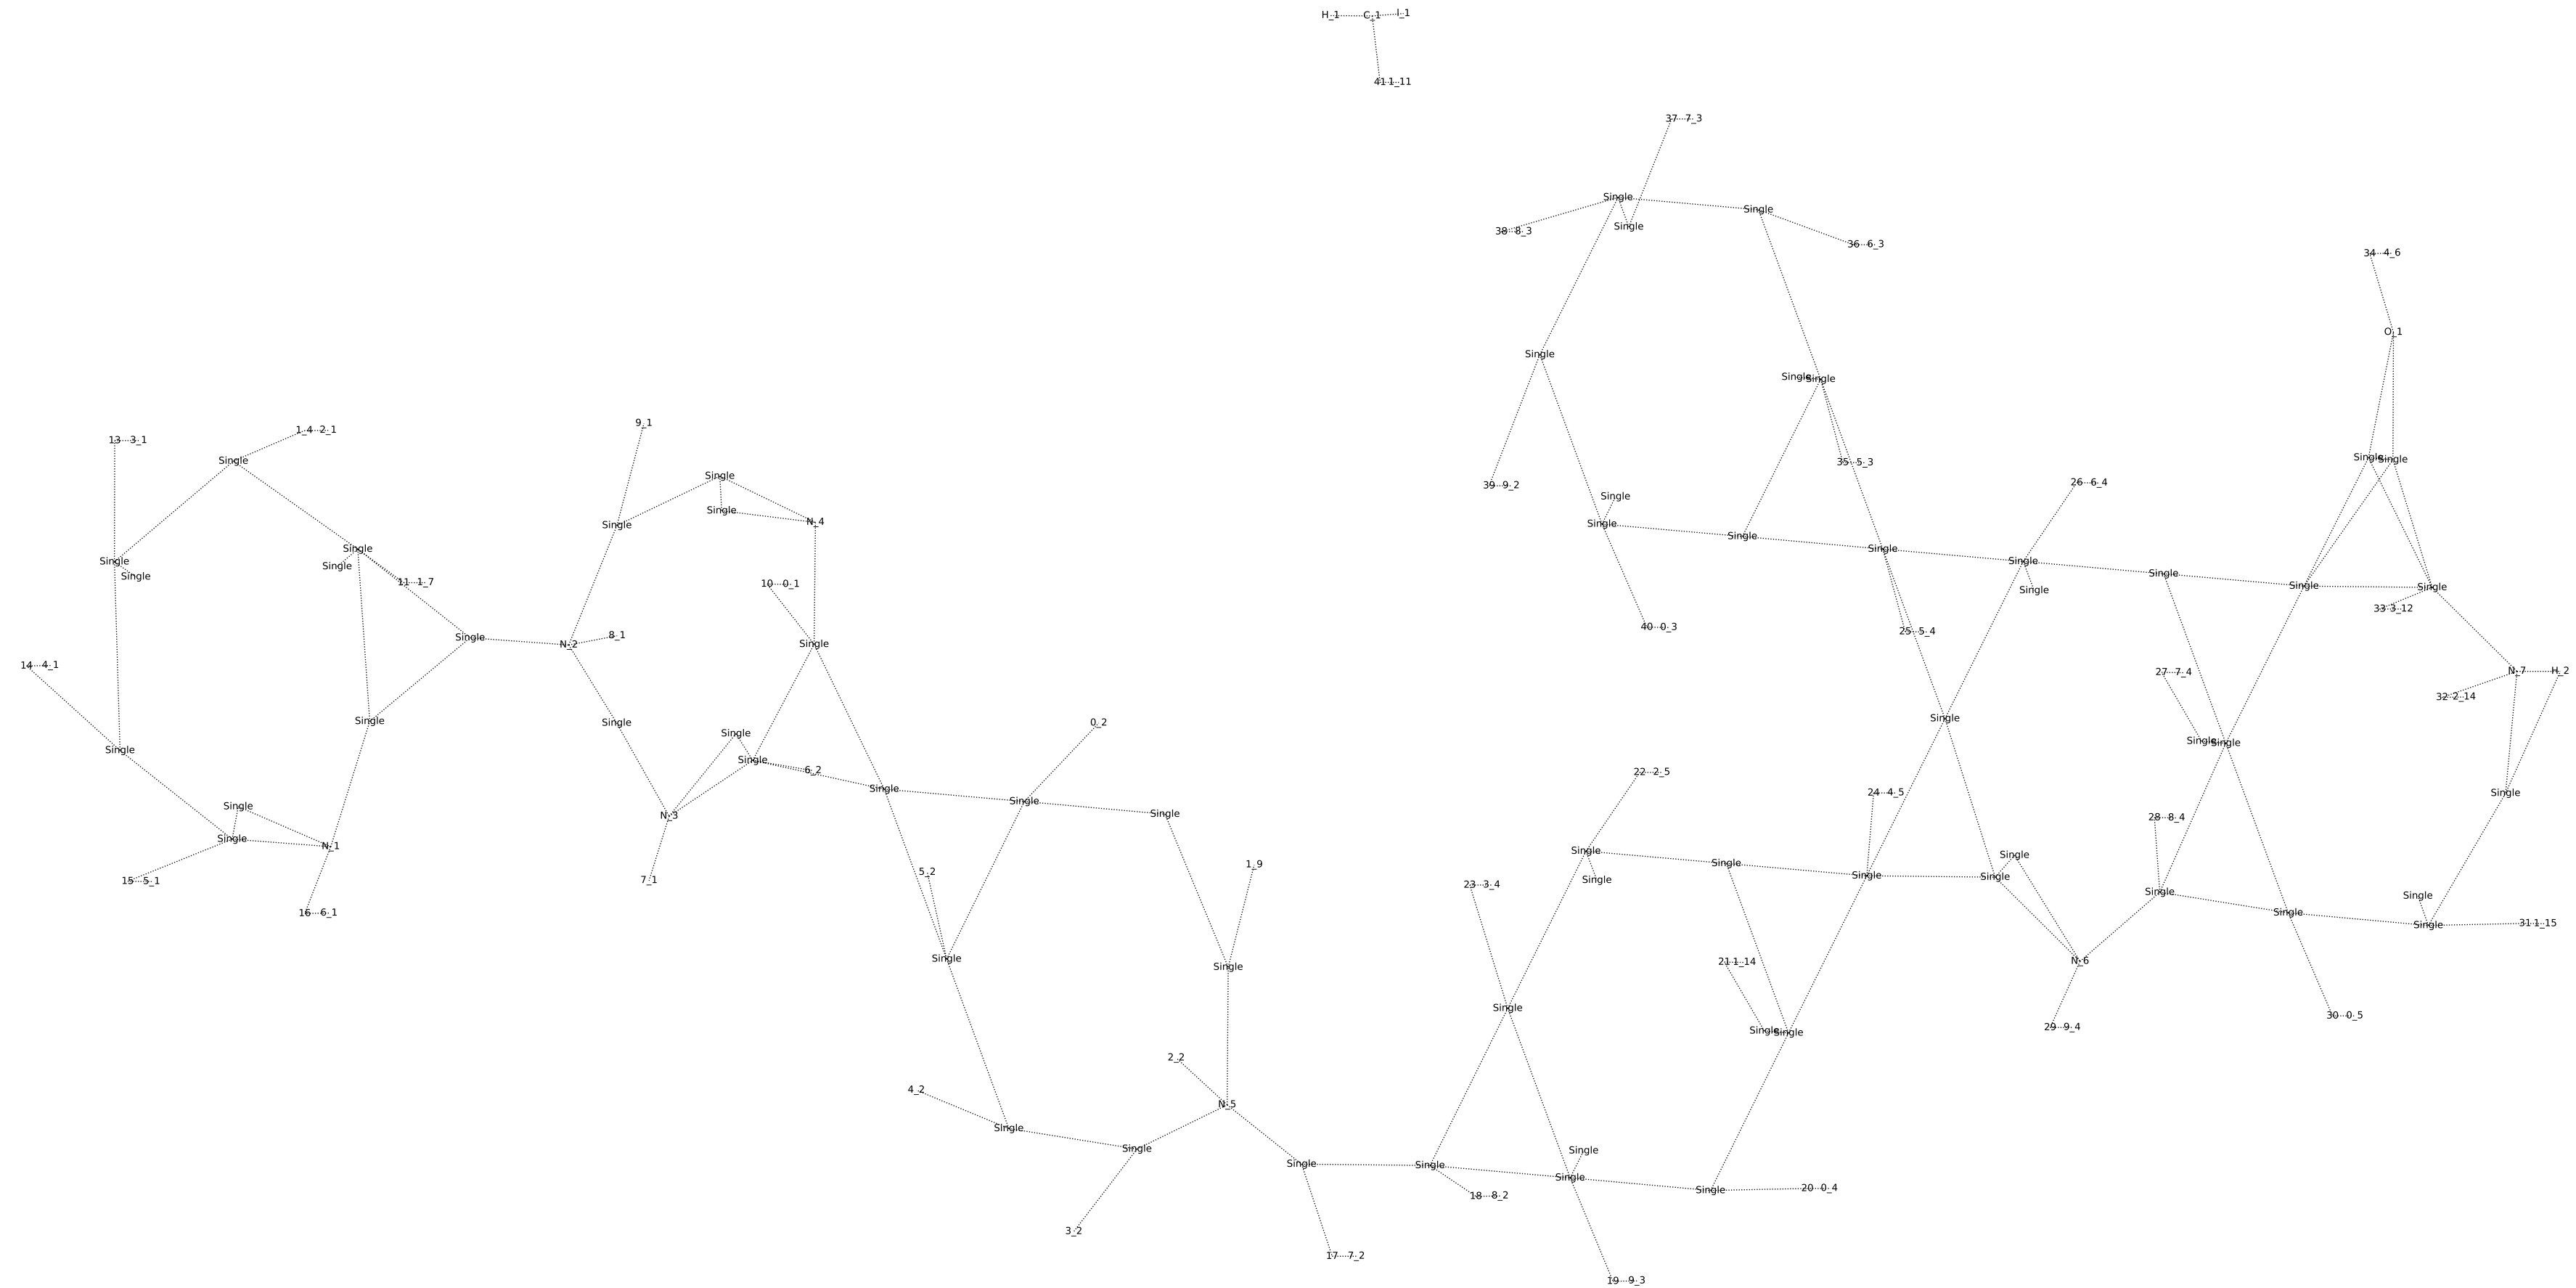 H_1 C_1 I_1
41 1_11
37 7_3
Single Single
38 8_3 Single 36 6_3
34 4_6
O_1
Single
Single Single
9_1
1_4 2_1
13 3_1
Single Single Single
35 5_3
Single
26 6_4
39 9_2
Single
Single
Single N_4 Single
Single
Single
Single Single Single
Single
Single
Single
Single
Single
11 1_7 10 0_1
Single Single
Single
33 3_12
40 0_3 25 5_4
Single N_2 8_1 Single
14 4_1
27 7_4 N_7 H_2
32 2_14
Single
Single
0_2
Single
Single
Single
Single Single
Single
Single
6_2
22 2_5
Single
24 4_5
Single
Single
Single
Single N_3
Single
28 8_4
Single N_1
Single
Single
Single
1_9
5_2
Single
Single
7_1
15 5_1
Single
23 3_4
Single
Single
16 6_1
Single
Single
Single
31 1_15
Single
21 1_14
N_6
Single
Single
30 0_5
29 9_4
Single Single
2_2
4_2
N_5
Single
Single
Single
Single
Single
Single
20 0_4
Single
18 8_2
3_2
17 7_2
19 9_3